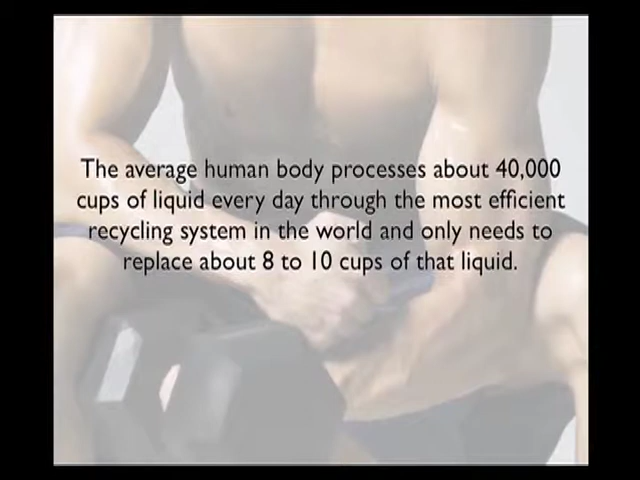 The average human body processes about 40,000
cups of liquid every day through the most efficient
recycling system in the world and only needs to
replace about 8 to 10 cups of that liquid.